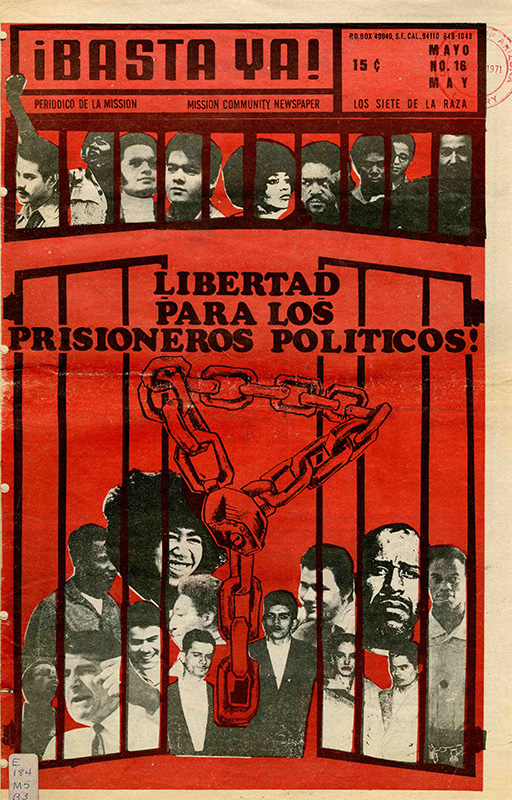 ¡BASTA YA!
PERIODICO DE LA MISSION
MISSION COMMUNITY NEWSPAPER
P.O. BOX 40040, S.F., CAL., 94110 648-1045
15 ¢
MAYO
NO. 16
MAY
LOS SIETE DE LA RAZA
1971
LIBERTAD
PARA LOS
PRISIONEROS POLITICOS!
E
184
M5
B3